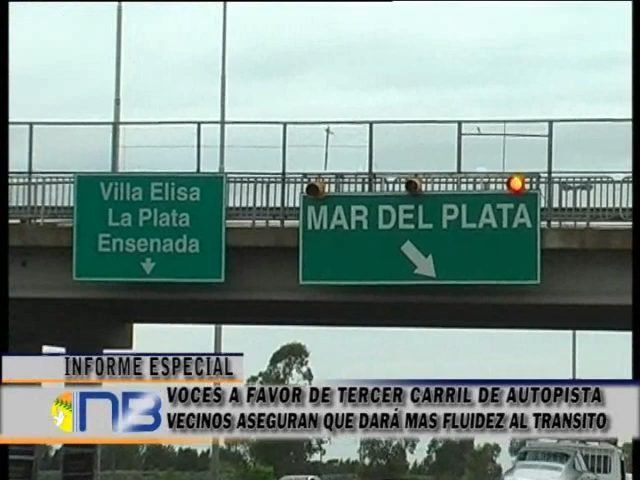 Villa Elisa
La Plata
Ensenada
MAR DEL PLATA
INFORME ESPECIAL
NB
VOCES A FAVOR DE TERCER CARRIL DE AUTOPISTA
VECINOS ASEGURAN QUE DARÁ MAS FLUIDEZ AL TRANSITO